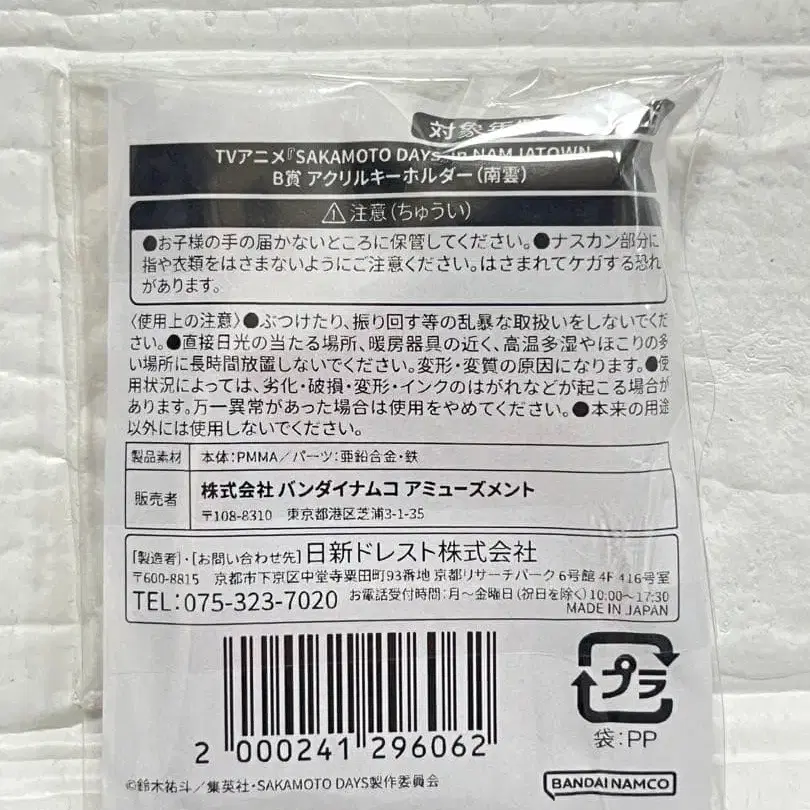 対象年
TVアニメ『SAKAMOTO DAYS』in NAMJATOWN
B賞 アクリルキーホルダー(南雲)
⚠注意(ちゅうい)
●お子様の手の届かないところに保管してください。●ナスカン部分に
指や衣類をはさまないようにご注意ください。はさまれてケガする恐れ
があります。
〈使用上の注意〉●ぶつけたり、振り回す等の乱暴な取扱いをしないでくだ
さい。●直接日光の当たる場所、暖房器具の近く、高温多湿やほこりの多
い場所に長時間放置しないでください。変形・変質の原因になります。●使
用状況によっては、劣化・破損・変形・インクのはがれなどが起こる場合が
あります。万一異常があった場合は使用をやめてください。●本来の用途
以外には使用しないでください。
製品素材 本体:PMMA/パーツ:亜鉛合金・鉄
販売者 株式会社 バンダイナムコ アミューズメント
〒108-8310 東京都港区芝浦3-1-35
[製造者]・[お問い合わせ先]日新ドレスト株式会社
〒600-8815 京都市下京区中堂寺粟田町93番地 京都リサーチパーク 6号館 4F 416号室
TEL:075-323-7020 お電話受付時間:月〜金曜日(祝日を除く)10:00〜17:30
MADE IN JAPAN
プラ
袋:PP
2 000241 296062
©鈴木祐斗/集英社・SAKAMOTO DAYS製作委員会
BANDAI NAMCO